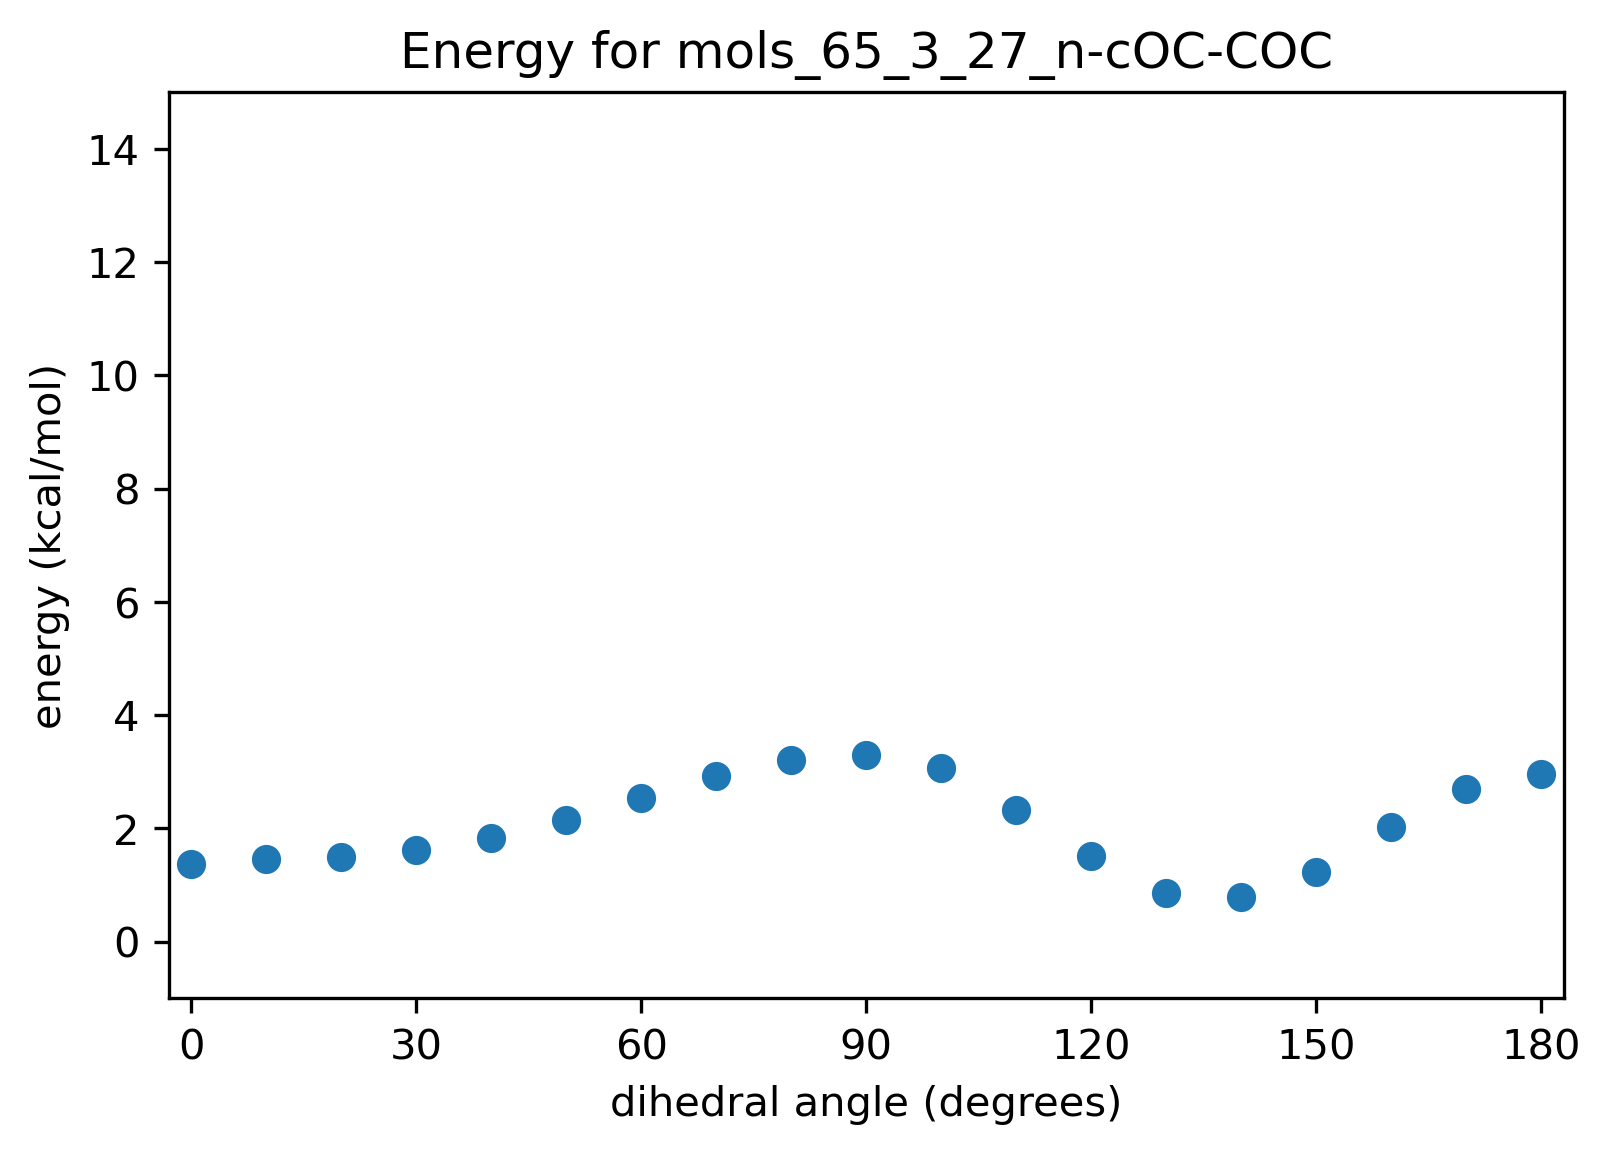 Energy for mols_65_3_27_n-cOC-COC
14
12
10
8
6
4
2
0
energy (kcal/mol)
0 30 60 90 120 150 180
dihedral angle (degrees)